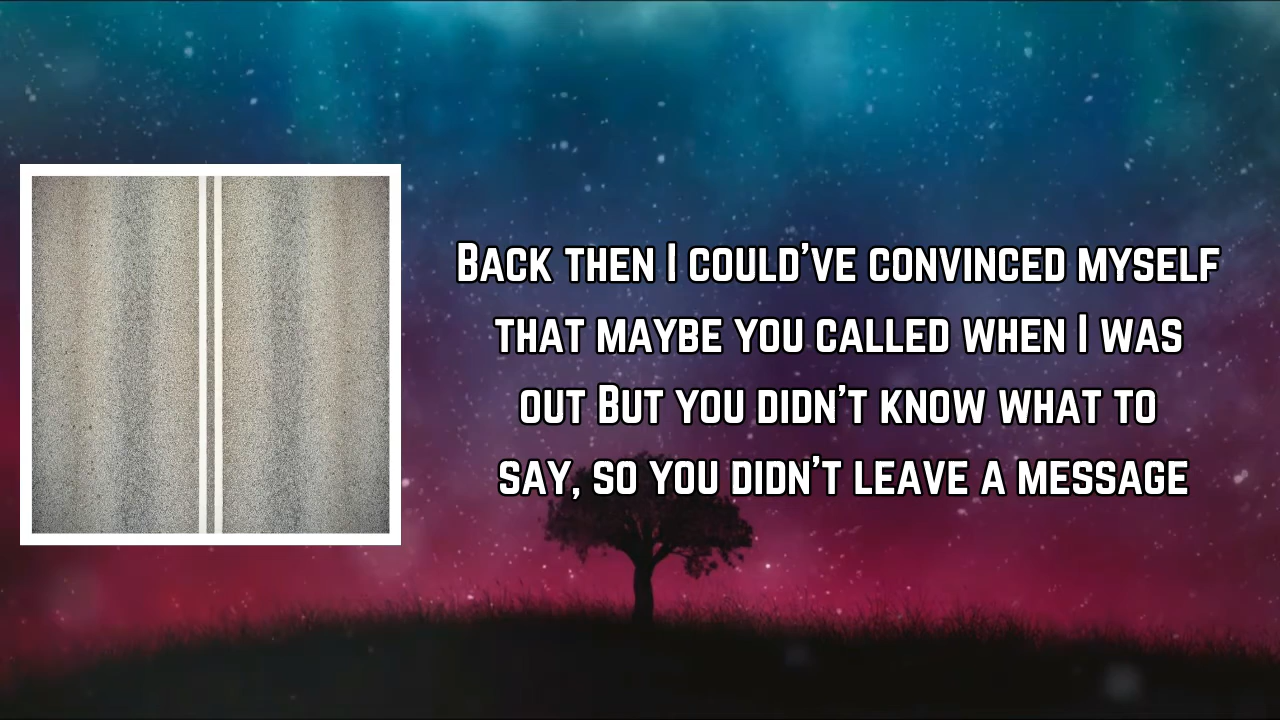 Back then I could've convinced myself
that maybe you called when I was
out But you didn't know what to
say, so you didn't leave a message